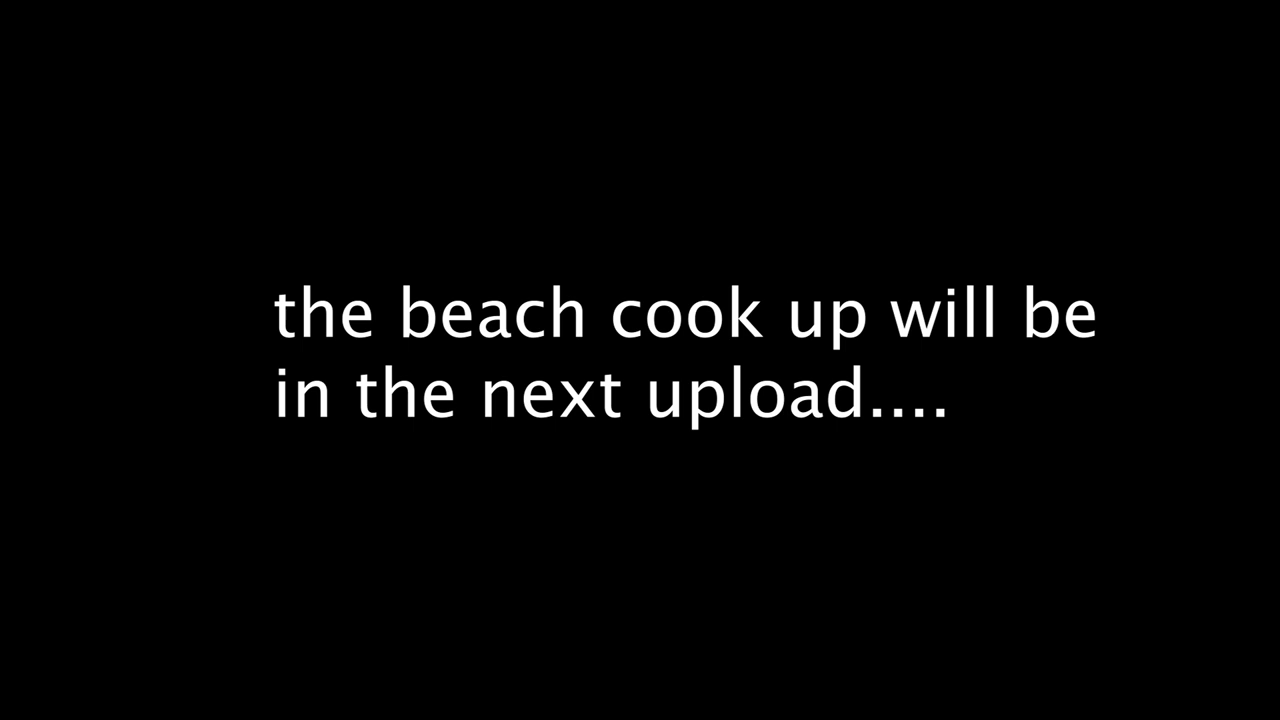 the beach cook up will be
in the next upload....